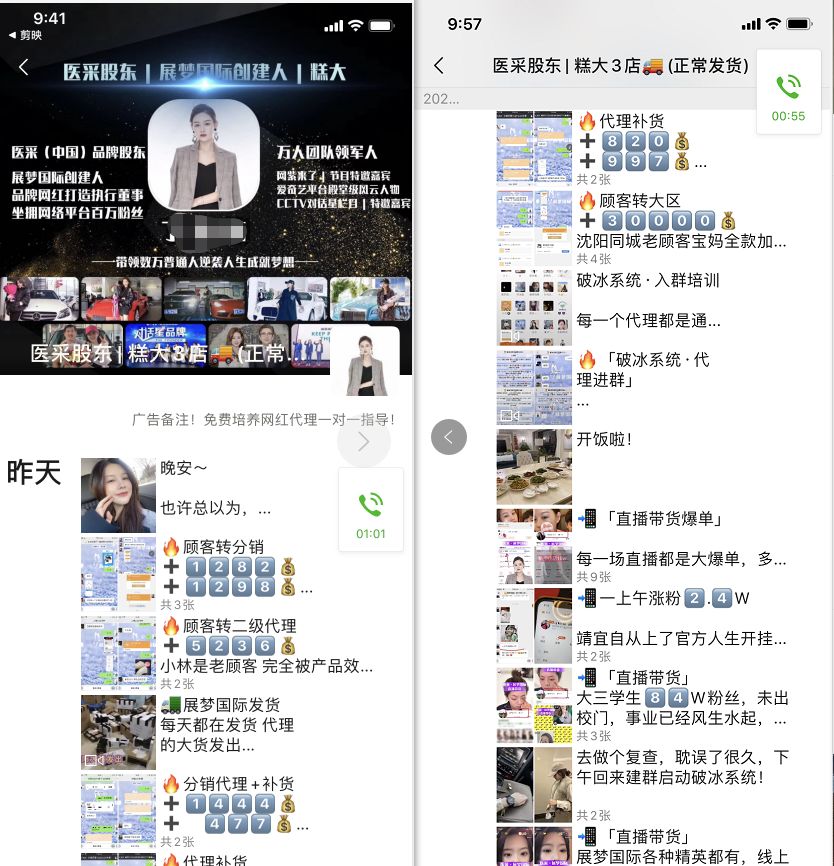 9:41
剪映
医采股东 | 展梦国际创建人 | 糕大
医采（中国）品牌股东
展梦国际创建人
品牌网红打造执行董事
坐拥网络平台百万粉丝
万人团队领军人
网紫来了 | 节目特邀嘉宾
爱奇艺平台殿堂级风云人物
CCTV对话星栏目 | 特邀嘉宾
——带领数万普通人逆袭人生成就梦想——
对话星品牌
KEEP
医采股东 | 糕大3店🚚 (正常...
广告备注！免费培养网红代理一对一指导！
昨天
晚安～
也许总以为，...
01:01
🔥顾客转分销
➕1️⃣2️⃣8️⃣2️⃣💰
➕1️⃣2️⃣9️⃣8️⃣💰...
共3张
🔥顾客转二级代理
➕5️⃣2️⃣3️⃣6️⃣💰
小林是老顾客 完全被产品效...
共2张
🚛展梦国际发货
每天都在发货 代理
的大货发出...
🔥分销代理+补货
➕1️⃣4️⃣4️⃣4️⃣💰
➕ 4️⃣7️⃣7️⃣💰...
共2张
🔥代理补货
9:57
医采股东 | 糕大3店🚚 (正常发货)
202...
00:55
🔥代理补货
➕8️⃣2️⃣0️⃣💰
➕9️⃣9️⃣7️⃣💰...
共2张
🔥顾客转大区
➕3️⃣0️⃣0️⃣0️⃣0️⃣💰
沈阳同城老顾客宝妈全款加...
共4张
破冰系统·入群培训
每一个代理都是通...
🔥「破冰系统·代
理进群」
...
开饭啦！
📲「直播带货爆单」
每一场直播都是大爆单，多...
共9张
📲一上午涨粉2️⃣.4️⃣W
靖宜自从上了官方人生开挂...
共2张
📲「直播带货」
大三学生8️⃣4️⃣W粉丝，未出
校门，事业已经风生水起，...
共3张
去做个复查，耽误了很久，下
午回来建群启动破冰系统！
共2张
📲「直播带货」
展梦国际各种精英都有，线上